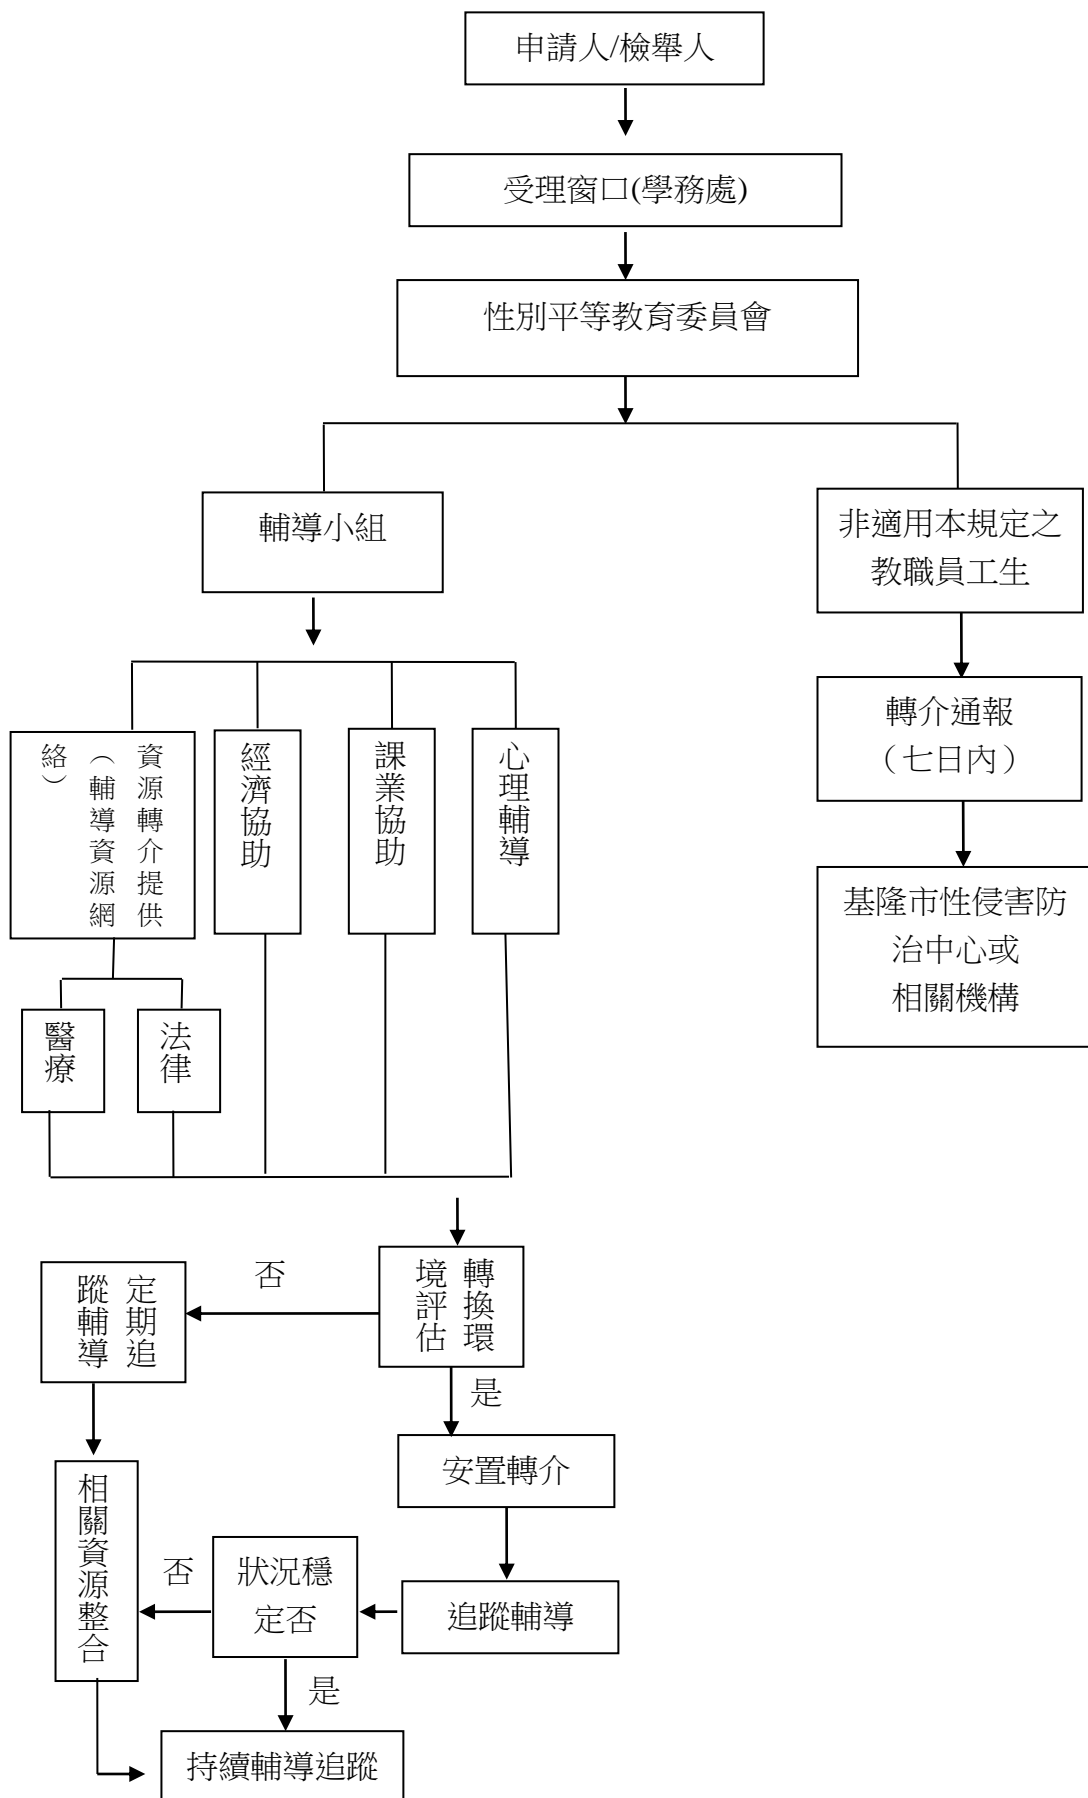 申請人/檢舉人
受理窗口(學務處)
性別平等教育委員會
輔導小組
非適用本規定之
教職員工生
轉介通報
（七日內）
基隆市性侵害防
治中心或
相關機構
資源轉介提供
（輔導資源網
絡）
經濟協助
課業協助
心理輔導
醫療
法律
轉換環
境評估
否
定期追
蹤輔導
是
安置轉介
追蹤輔導
狀況穩
定否
否
相關資源整合
是
持續輔導追蹤